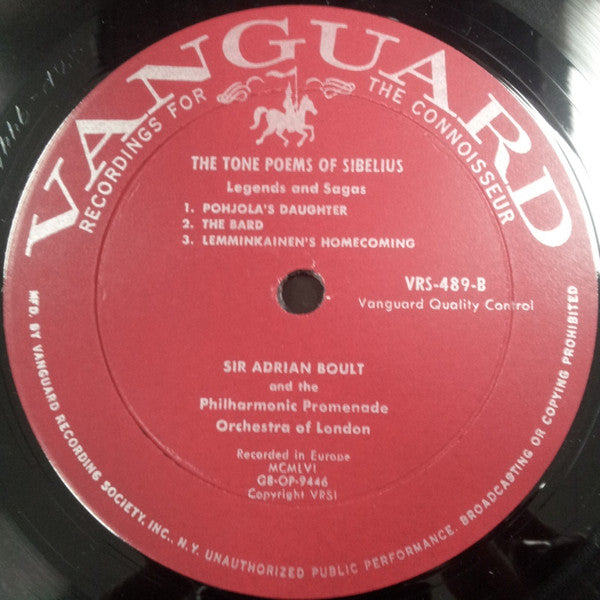 VANGUARD
RECORDINGS FOR THE CONNOISSEUR
THE TONE POEMS OF SIBELIUS
Legends and Sagas
1. POHJOLA'S DAUGHTER
2. THE BARD
3. LEMMINKAINEN'S HOMECOMING
VRS-489-B
Vanguard Quality Control
SIR ADRIAN BOULT
and the
Philharmonic Promenade
Orchestra of London
Recorded in Europe
MCMLVI
G8-OP-9446
Copyright VRSI
MFD. BY VANGUARD RECORDING SOCIETY, INC., N.Y. UNAUTHORIZED PUBLIC PERFORMANCE, BROADCASTING OR COPYING PROHIBITED